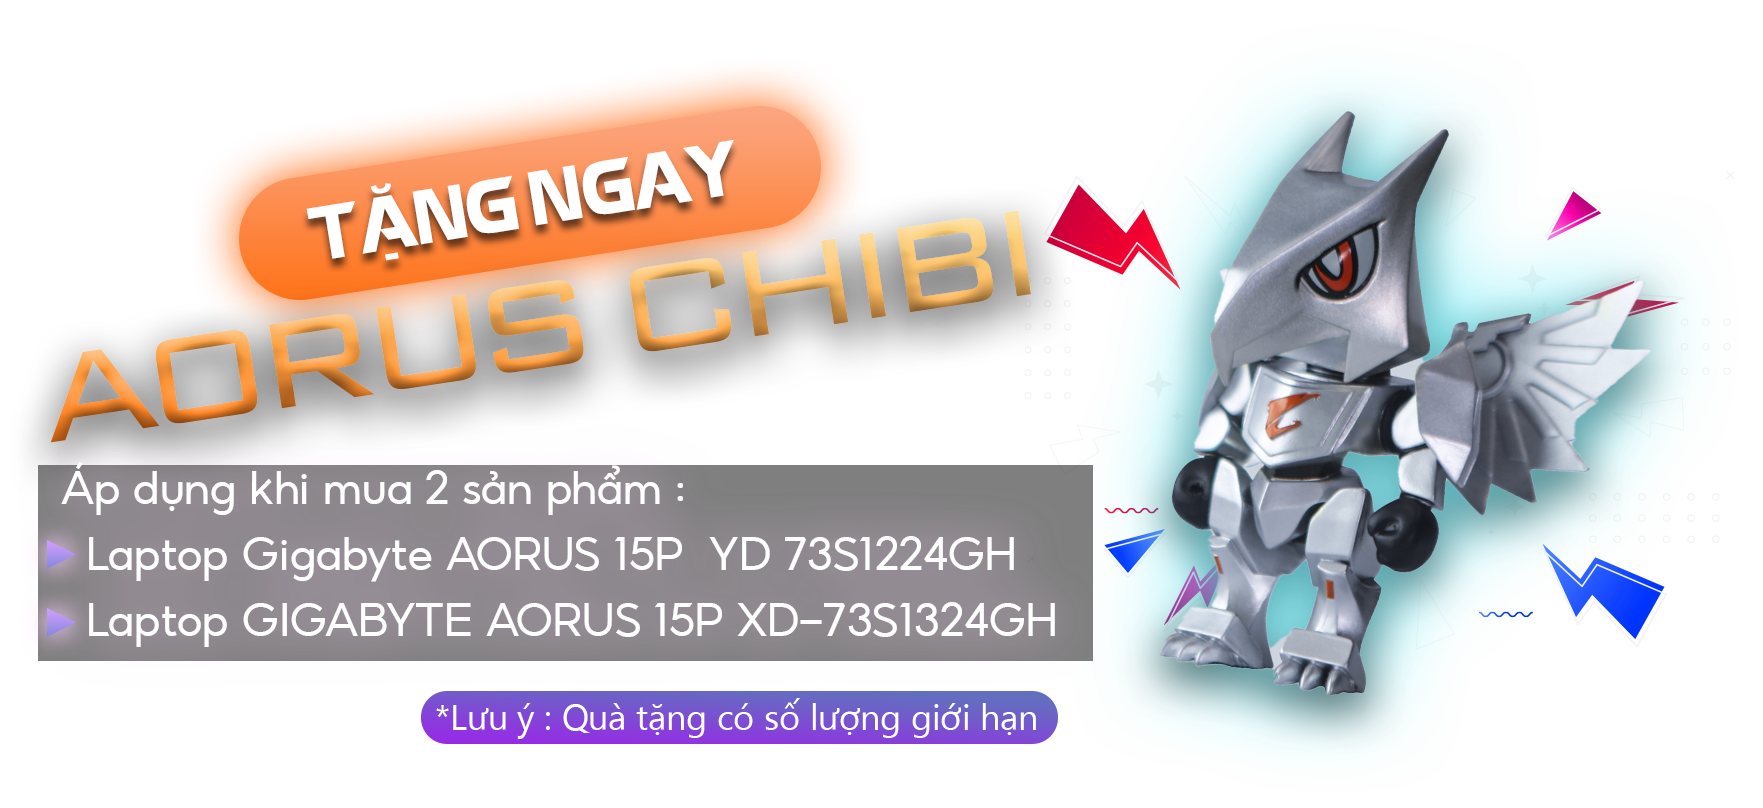 TẶNG NGAY
AORUS CHIBI
Áp dụng khi mua 2 sản phẩm :
Laptop Gigabyte AORUS 15P YD 73S1224GH
Laptop GIGABYTE AORUS 15P XD-73S1324GH
*Lưu ý : Quà tặng có số lượng giới hạn